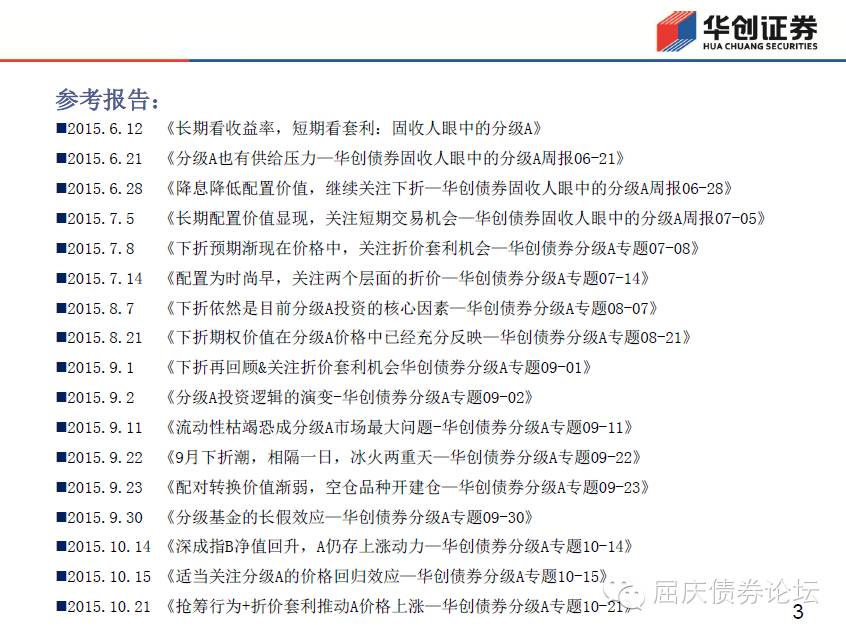 华创证券
HUA CHUANG SECURITIES
参考报告：
■2015.6.12 《长期看收益率，短期看套利：固收人眼中的分级A》
■2015.6.21 《分级A也有供给压力—华创债券固收人眼中的分级A周报06-21》
■2015.6.28 《降息降低配置价值，继续关注下折—华创债券固收人眼中的分级A周报06-28》
■2015.7.5 《长期配置价值显现，关注短期交易机会—华创债券固收人眼中的分级A周报07-05》
■2015.7.8 《下折预期渐现在价格中，关注折价套利机会—华创债券分级A专题07-08》
■2015.7.14 《配置为时尚早，关注两个层面的折价—华创债券分级A专题07-14》
■2015.8.7 《下折依然是目前分级A投资的核心因素—华创债券分级A专题08-07》
■2015.8.21 《下折期权价值在分级A价格中已经充分反映—华创债券分级A专题08-21》
■2015.9.1 《下折再回顾&关注折价套利机会华创债券分级A专题09-01》
■2015.9.2 《分级A投资逻辑的演变-华创债券分级A专题09-02》
■2015.9.11 《流动性枯竭恐成分级A市场最大问题-华创债券分级A专题09-11》
■2015.9.22 《9月下折潮，相隔一日，冰火两重天—华创债券分级A专题09-22》
■2015.9.23 《配对转换价值渐弱，空仓品种开建仓—华创债券分级A专题09-23》
■2015.9.30 《分级基金的长假效应—华创债券分级A专题09-30》
■2015.10.14 《深成指B净值回升，A仍存上涨动力—华创债券分级A专题10-14》
■2015.10.15 《适当关注分级A的价格回归效应—华创债券分级A专题10-15》
■2015.10.21 《抢筹行为+折价套利推动A价格上涨—华创债券分级A专题10-21》
屈庆债券论坛
3